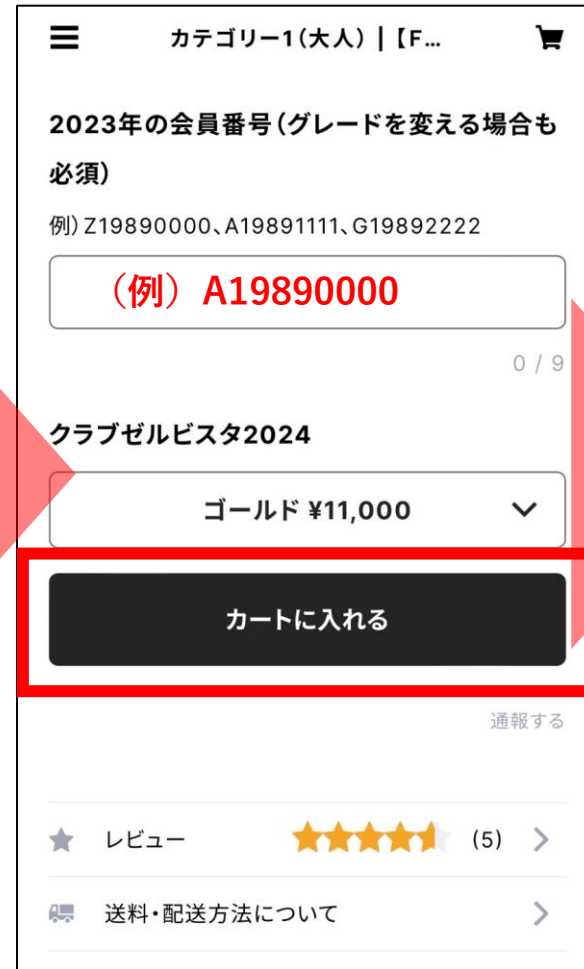 カテゴリー1(大人) | 【F...
2023年の会員番号(グレードを変える場合も
必須)
例) Z19890000、A19891111、G19892222
（例）A19890000
0 / 9
クラブゼルビスタ2024
ゴールド ¥11,000
カートに入れる
通報する
レビュー (5)
送料・配送方法について